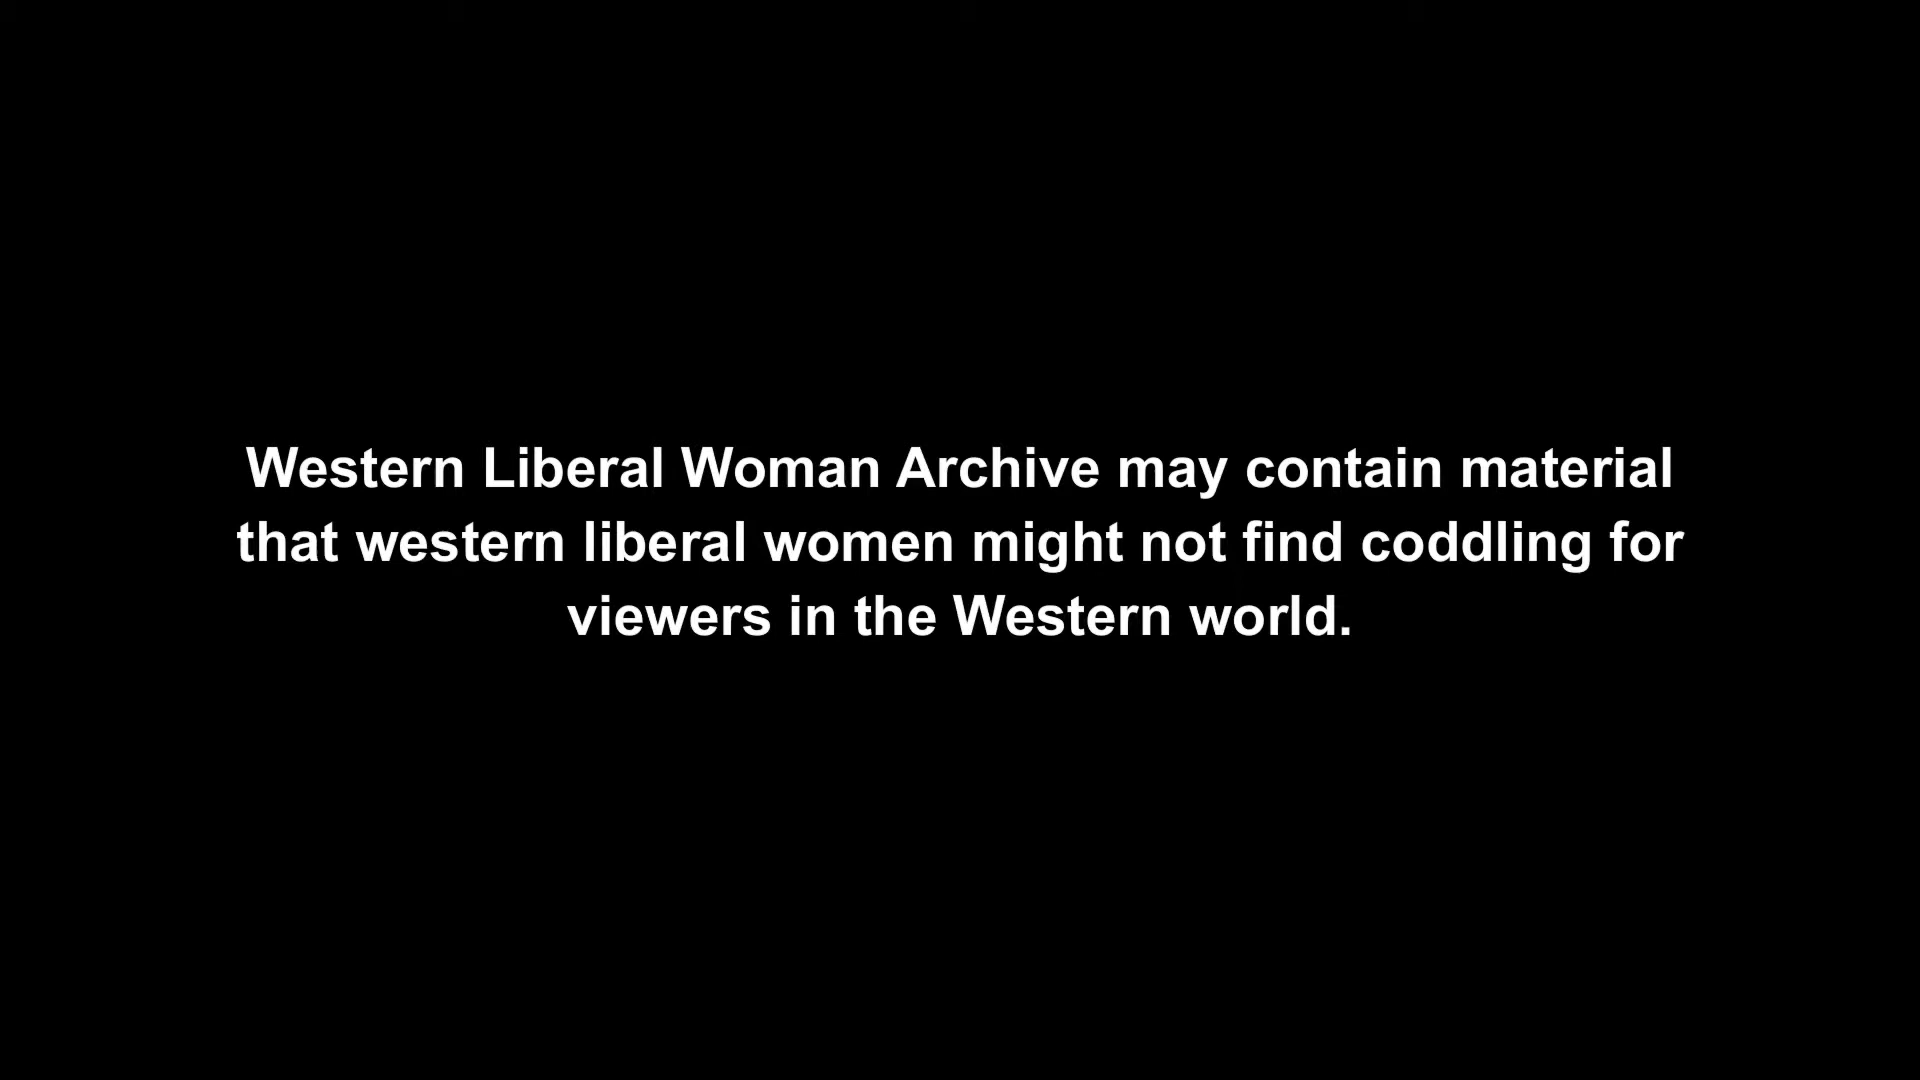 Western Liberal Woman Archive may contain material
that western liberal women might not find coddling for
viewers in the Western world.